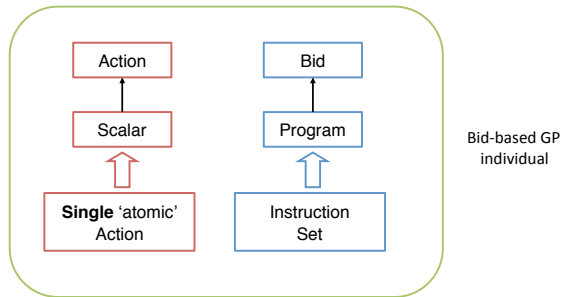 Action
Bid
Scalar
Program
Single 'atomic'
Action
Instruction
Set
Bid-based GP
individual